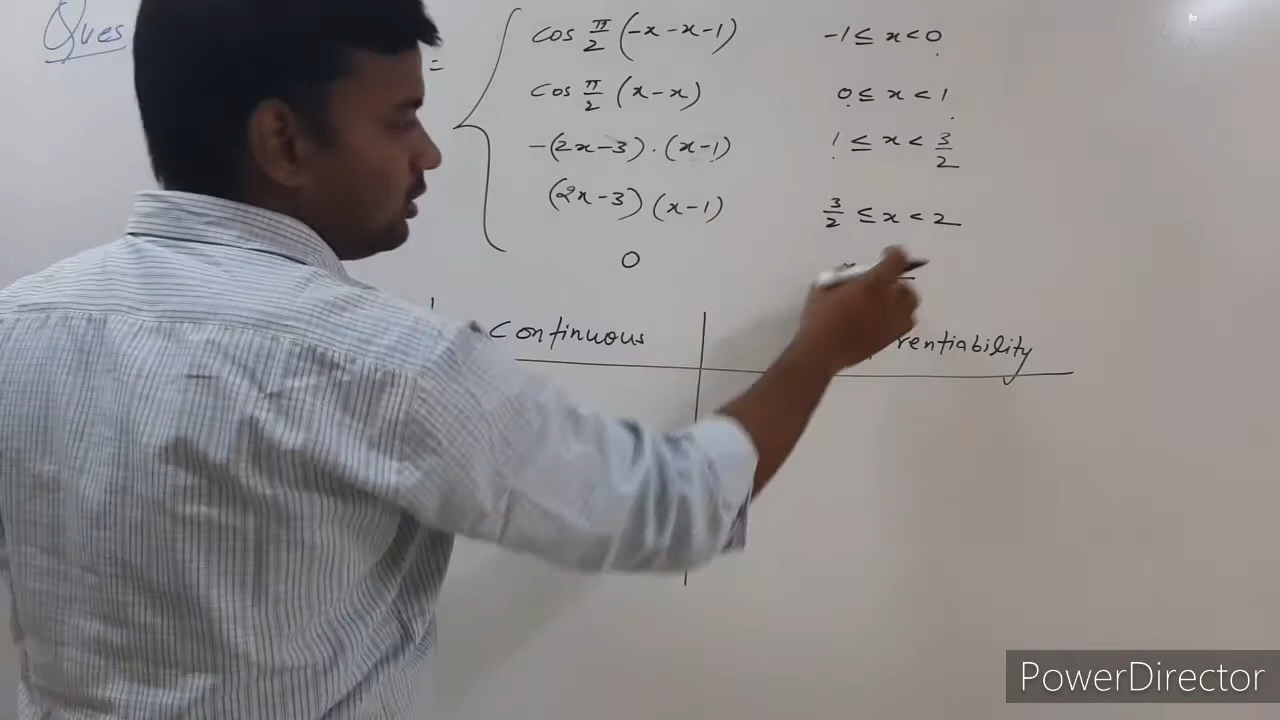 Ques
= cos π/2 (-x-x-1) -1 ≤ x < 0
cos π/2 (x-x) 0 ≤ x < 1
-(2x-3).(x-1) 1 ≤ x < 3/2
(2x-3)(x-1) 3/2 ≤ x < 2
0
Continuous
PowerDirector